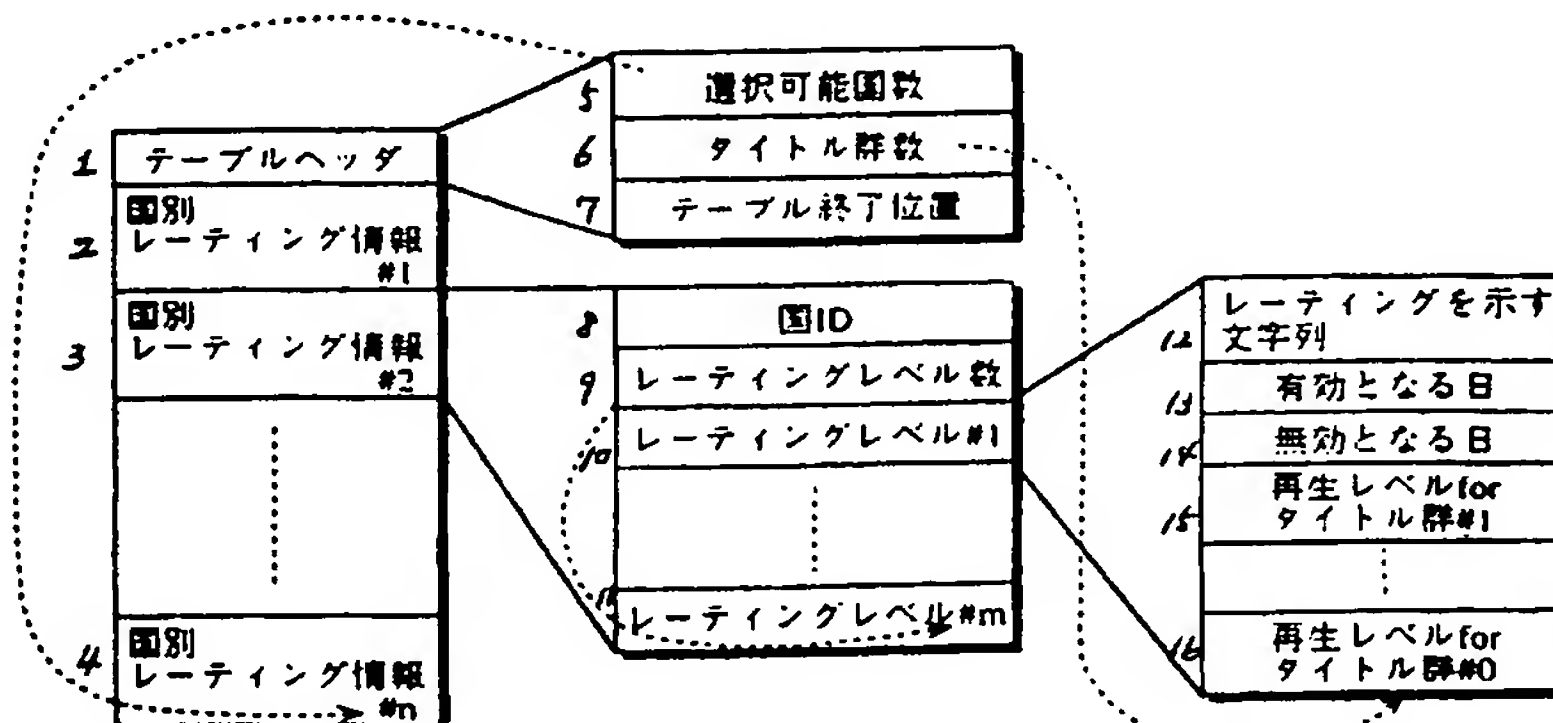 1 テーブルヘッダ
2 国別
レーティング情報
#1
3 国別
レーティング情報
#2
4 国別
レーティング情報
#n
5 選択可能国数
6 タイトル群数
7 テーブル終了位置
8 国ID
9 レーティングレベル数
10 レーティングレベル#1
11 レーティングレベル#m
12 レーティングを示す
文字列
13 有効となる日
14 無効となる日
15 再生レベルfor
タイトル群#1
16 再生レベルfor
タイトル群#0